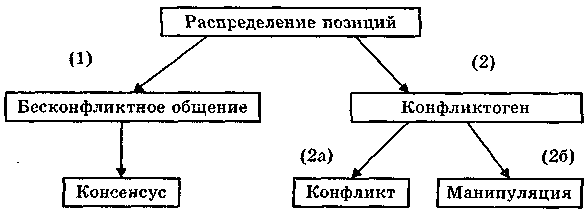 Распределение позиций
(1)
(2)
Бесконфликтное общение
Конфликтоген
(2а)
(2б)
Консенсус
Конфликт
Манипуляция